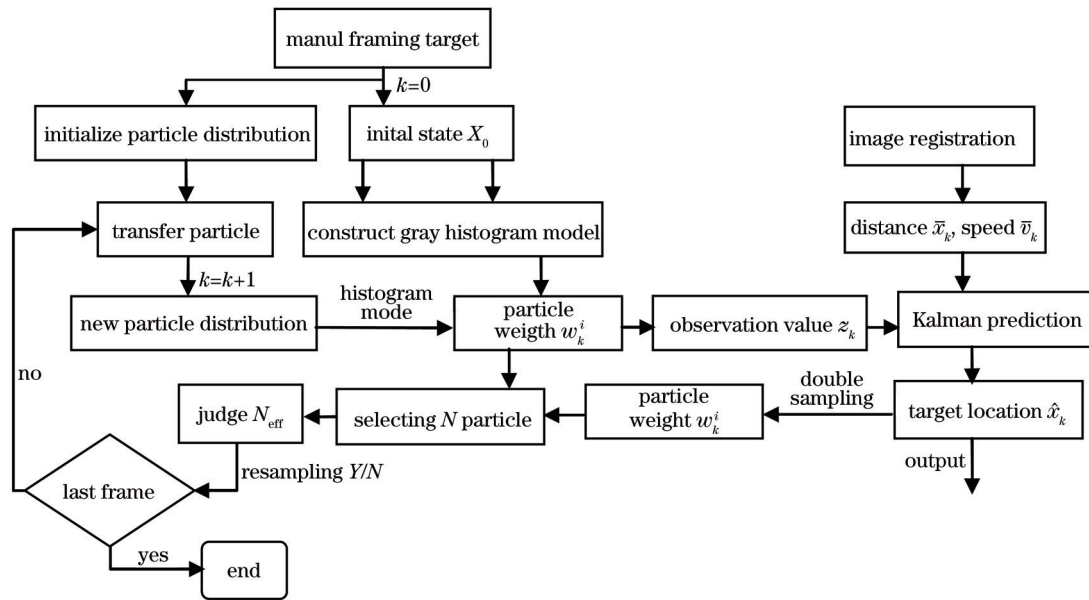 manul framing target
k=0
initialize particle distribution
inital state X₀
image registration
transfer particle
construct gray histogram model
distance x̄ₖ, speed v̄ₖ
k=k+1
new particle distribution
histogram
mode
particle
weigth wₖⁱ
observation value zₖ
Kalman prediction
no
judge Nₑff
selecting N particle
particle
weight wₖⁱ
double
sampling
target location x̂ₖ
output
resampling Y/N
last frame
yes
end